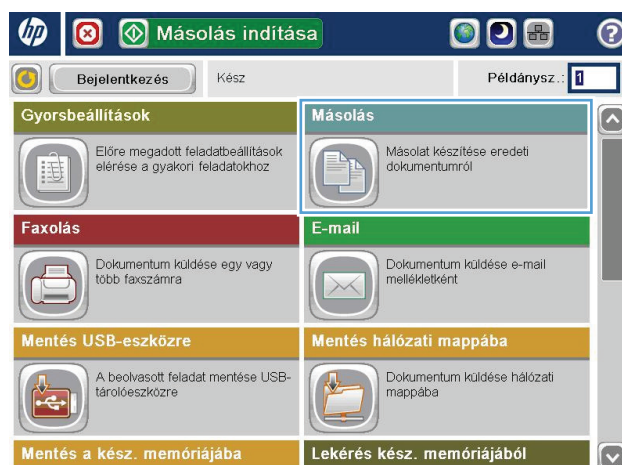 hp
Másolás indítása
?
Bejelentkezés
Kész
Példánysz.: 1
Gyorsbeállítások
Másolás
Előre megadott feladatbeállítások
elérése a gyakori feladatokhoz
Másolat készítése eredeti
dokumentumról
Faxolás
E-mail
Dokumentum küldése egy vagy
több faxszámra
Dokumentum küldése e-mail
mellékletként
Mentés USB-eszközre
Mentés hálózati mappába
A beolvasott feladat mentése USB-
tárolóeszközre
Dokumentum küldése hálózati
mappába
Mentés a kész. memóriájába
Lekérés kész. memóriájából